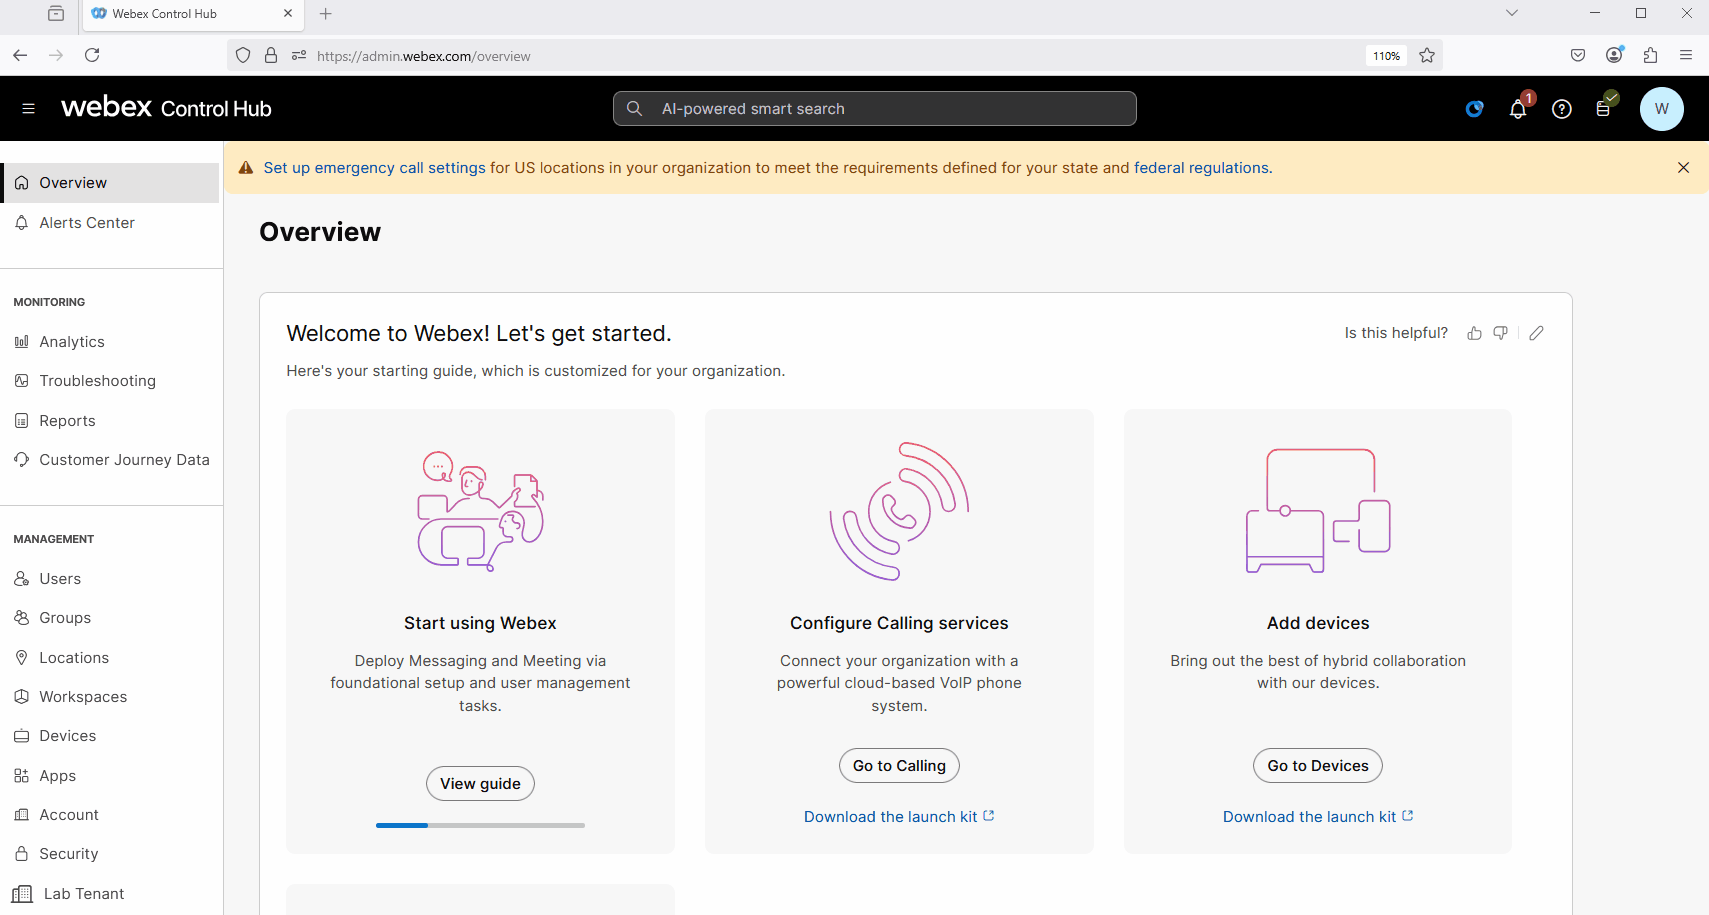 Webex Control Hub
https://admin.webex.com/overview
110%
webex Control Hub
AI-powered smart search
1
W
Overview
Alerts Center
MONITORING
Analytics
Troubleshooting
Reports
Customer Journey Data
MANAGEMENT
Users
Groups
Locations
Workspaces
Devices
Apps
Account
Security
Lab Tenant
Set up emergency call settings for US locations in your organization to meet the requirements defined for your state and federal regulations.
Overview
Welcome to Webex! Let's get started.
Is this helpful?
Here's your starting guide, which is customized for your organization.
Start using Webex
Deploy Messaging and Meeting via
foundational setup and user management
tasks.
View guide
Configure Calling services
Connect your organization with a
powerful cloud-based VoIP phone
system.
Go to Calling
Download the launch kit
Add devices
Bring out the best of hybrid collaboration
with our devices.
Go to Devices
Download the launch kit